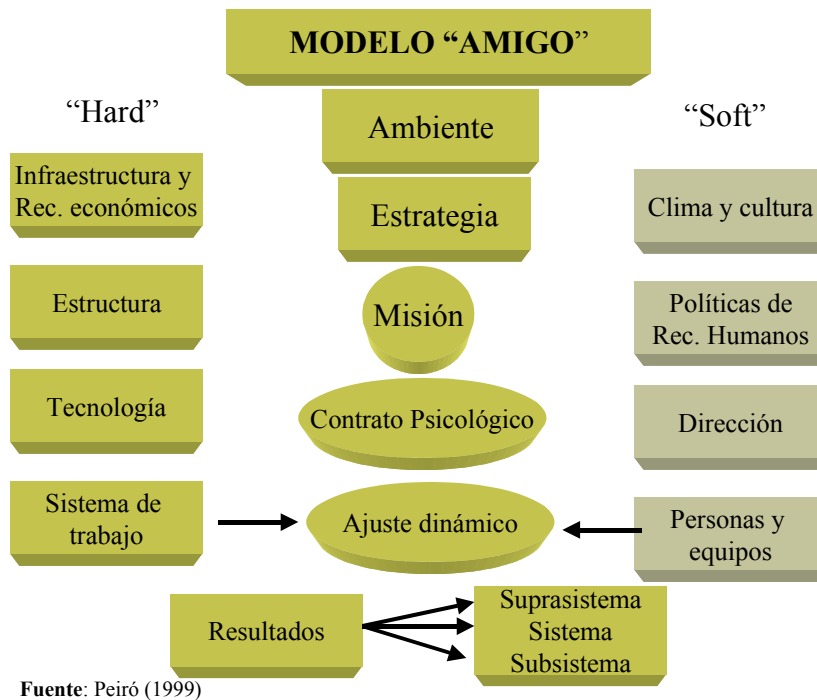 MODELO “AMIGO”
“Hard”
“Soft”
Ambiente
Infraestructura y
Rec. económicos
Estrategia
Clima y cultura
Estructura
Misión
Políticas de
Rec. Humanos
Tecnología
Contrato Psicológico
Dirección
Sistema de
trabajo
Ajuste dinámico
Personas y
equipos
Resultados
Suprasistema
Sistema
Subsistema
Fuente: Peiró (1999)